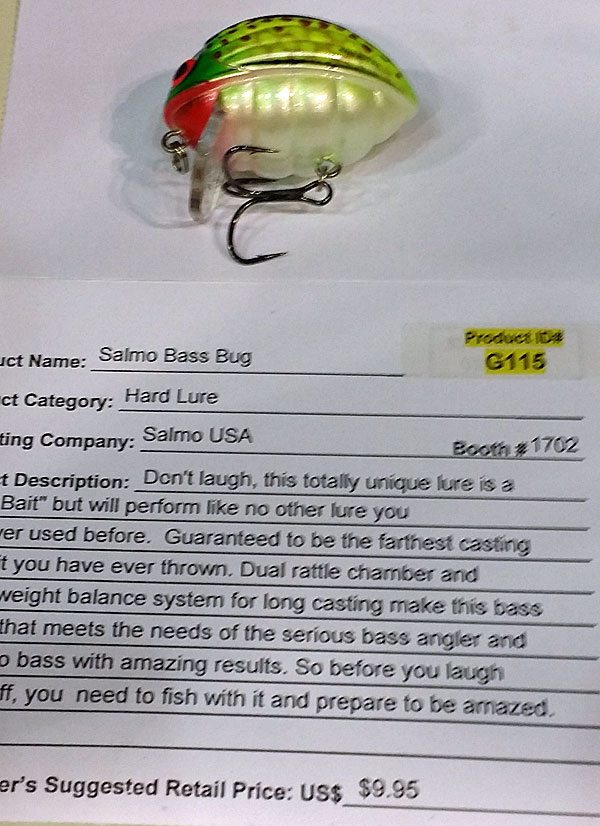 Product ID#
G115
uct Name: Salmo Bass Bug
ct Category: Hard Lure
ting Company: Salmo USA Booth # 1702
t Description: Don't laugh, this totally unique lure is a
Bait" but will perform like no other lure you
ver used before. Guaranteed to be the farthest casting
t you have ever thrown. Dual rattle chamber and
weight balance system for long casting make this bass
that meets the needs of the serious bass angler and
o bass with amazing results. So before you laugh
ff, you need to fish with it and prepare to be amazed.
er's Suggested Retail Price: US$ $9.95